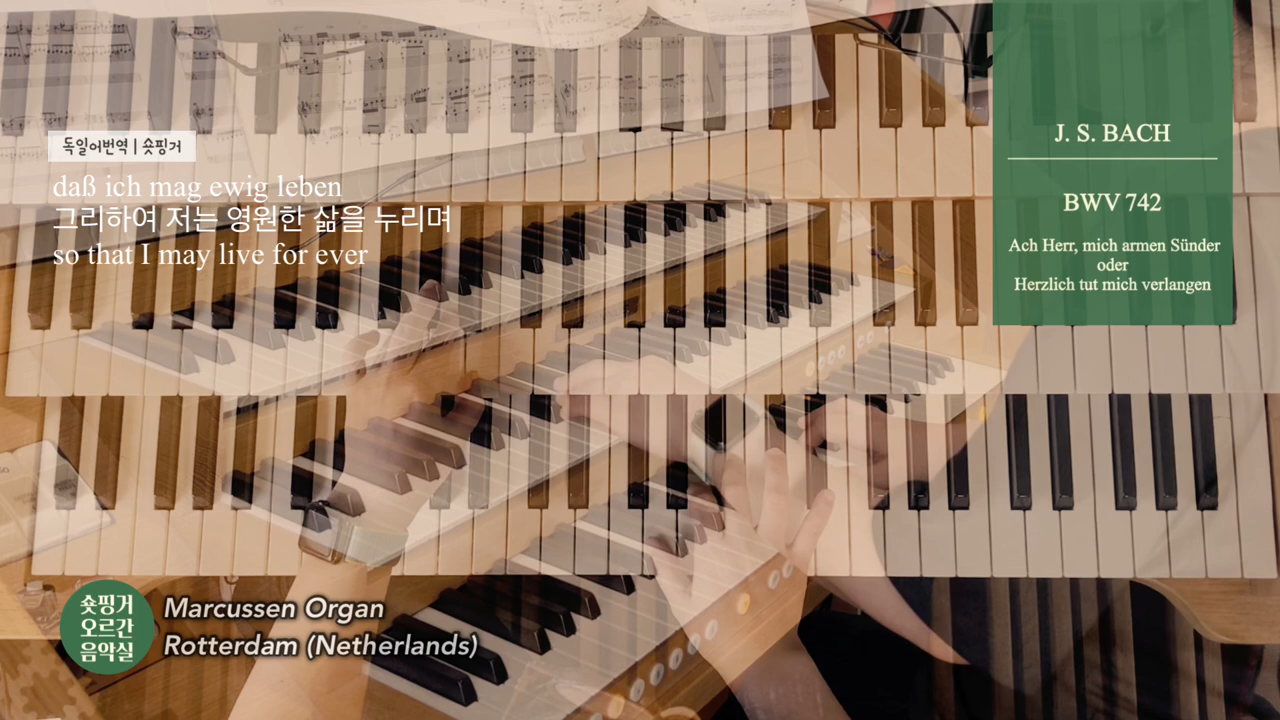 독일어번역 | 숏핑거
daß ich mag ewig leben
그리하여 저는 영원한 삶을 누리며
so that I may live for ever
J. S. BACH
BWV 742
Ach Herr, mich armen Sünder
oder
Herzlich tut mich verlangen
숏핑거
오르간
음악실
Marcussen Organ
Rotterdam (Netherlands)